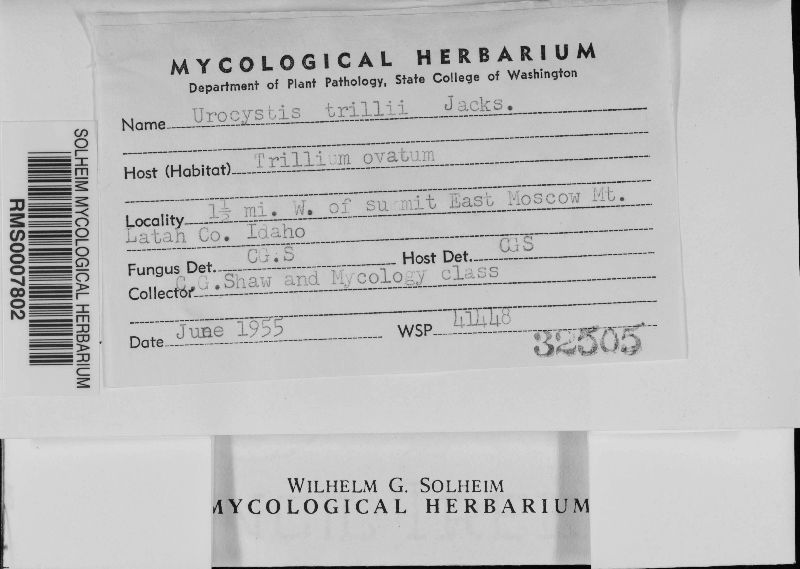 MYCOLOGICAL HERBARIUM
Department of Plant Pathology, State College of Washington
Name Urocystis trillii Jacks.
Host (Habitat) Trillium ovatum
Locality 1½ mi. W. of summit East Moscow Mt.
Latah Co. Idaho
Fungus Det. CG.S Host Det. CGS
Collector C.G.Shaw and Mycology class
Date June 1955 WSP 41448
32505
SOLHEIM MYCOLOGICAL HERBARIUM
RMS0007802
WILHELM G. SOLHEIM
MYCOLOGICAL HERBARIUM